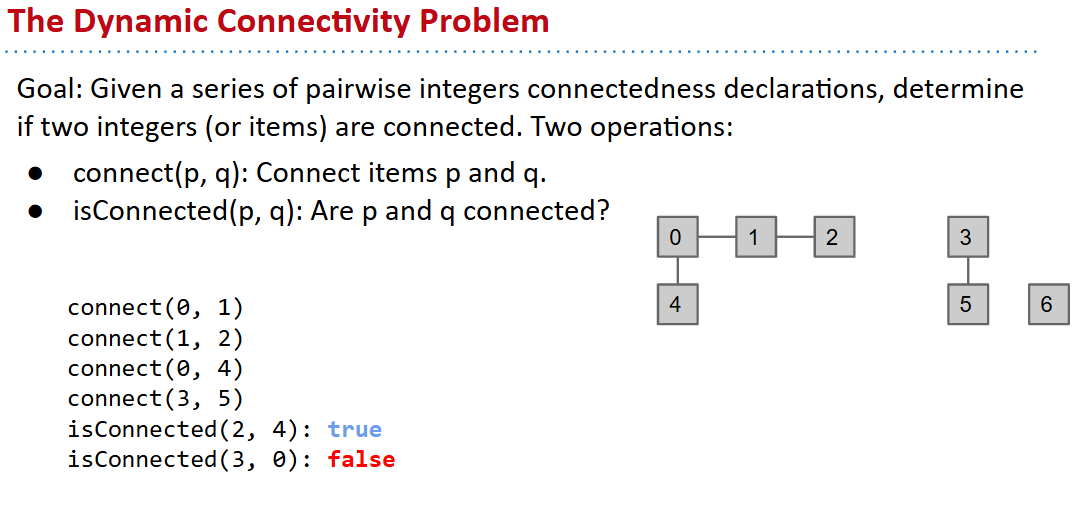 The Dynamic Connectivity Problem
Goal: Given a series of pairwise integers connectedness declarations, determine
if two integers (or items) are connected. Two operations:
● connect(p, q): Connect items p and q.
● isConnected(p, q): Are p and q connected?
0 1 2 3
4 5 6
connect(0, 1)
connect(1, 2)
connect(0, 4)
connect(3, 5)
isConnected(2, 4): true
isConnected(3, 0): false